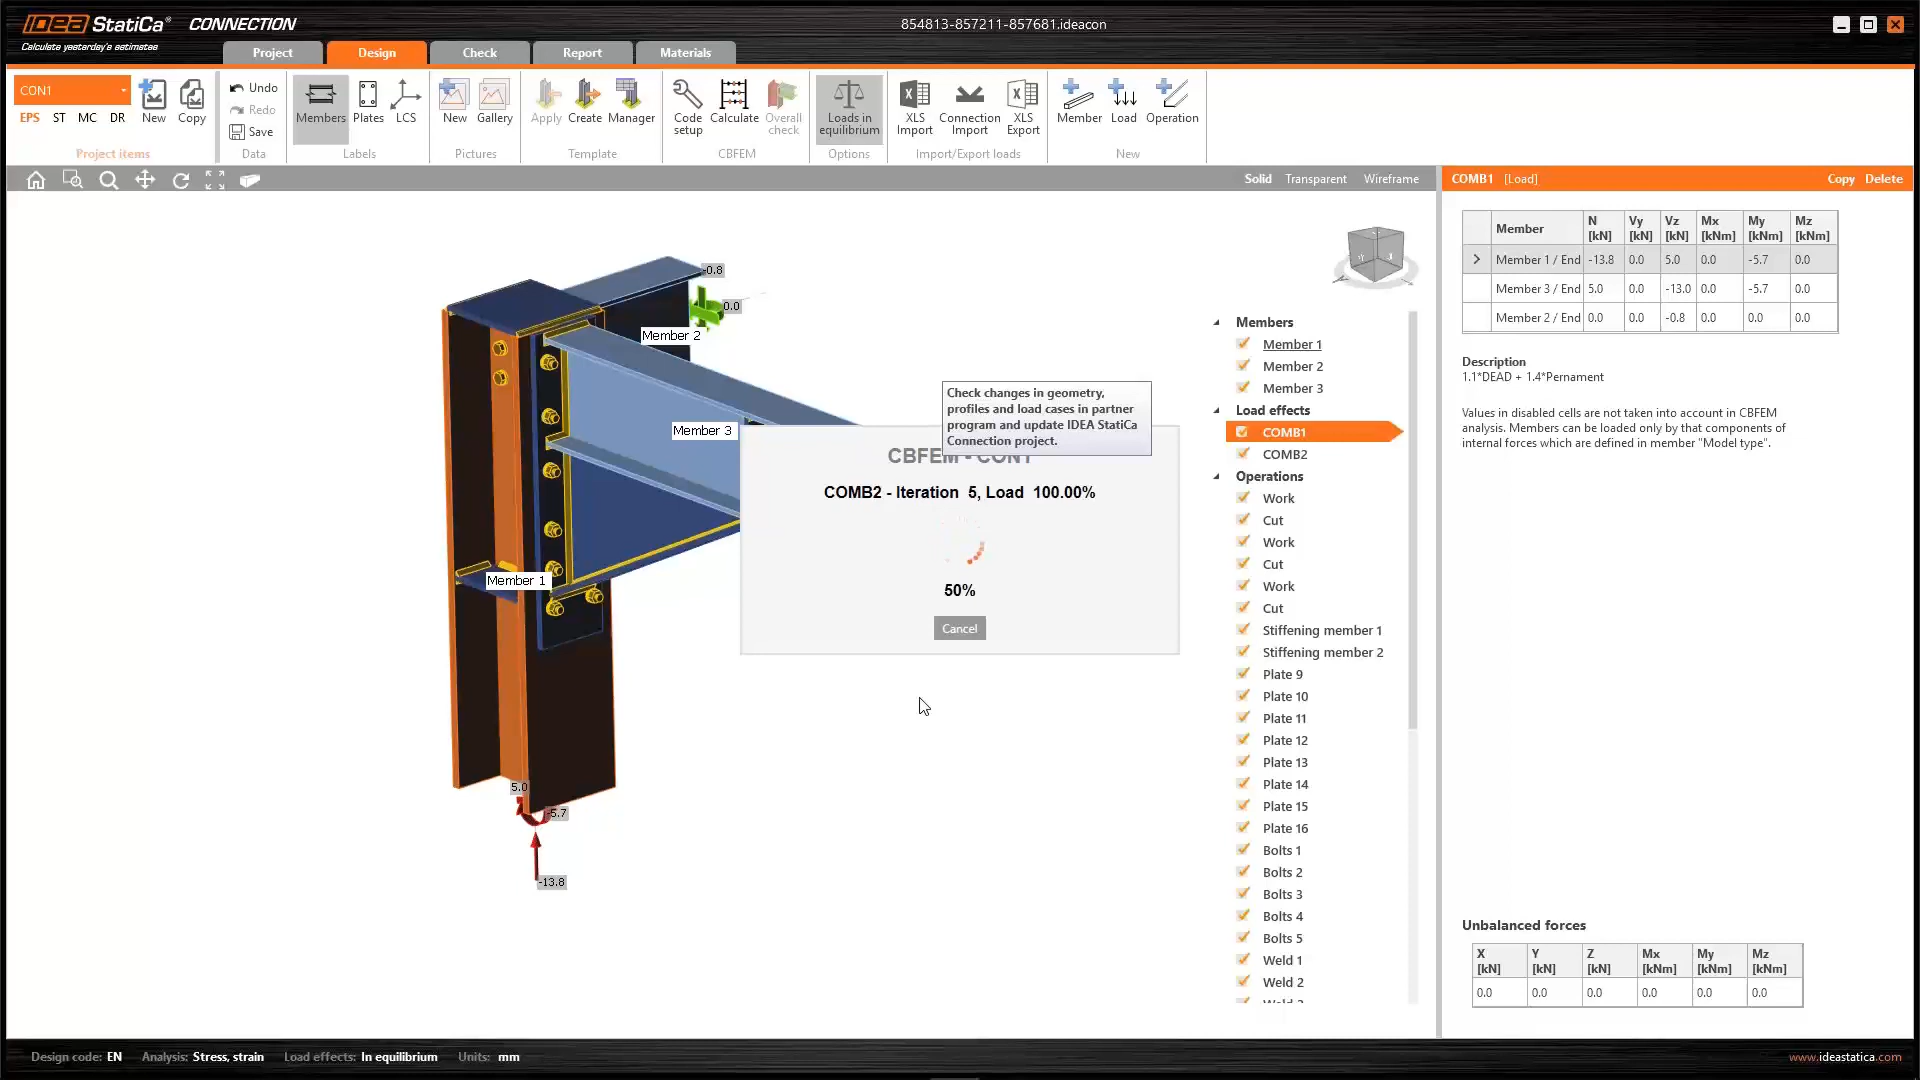 IDEA StatiCa® CONNECTION
Calculate yesterday's estimates
854813-857211-857681.ideacon
Project
Design
Check
Report
Materials
CON1
EPS ST MC DR
New
Copy
Project items
Undo
Redo
Save
Data
Members
Plates
LCS
Labels
New
Gallery
Pictures
Apply
Create
Manager
Template
Code setup
Calculate
Overall check
CBFEM
Loads in equilibrium
Options
XLS Import
Connection Import
XLS Export
Import/Export loads
Member
Load
Operation
New
Solid Transparent Wireframe
COMB1 [Load]
Copy Delete
Member N [kN] Vy [kN] Vz [kN] Mx [kNm] My [kNm] Mz [kNm]
Member 1 / End -13.8 0.0 5.0 0.0 -5.7 0.0
Member 3 / End 5.0 0.0 -13.0 0.0 -5.7 0.0
Member 2 / End 0.0 0.0 -0.8 0.0 0.0 0.0
Description
1.1*DEAD + 1.4*Pernament
Values in disabled cells are not taken into account in CBFEM
analysis. Members can be loaded only by that components of
internal forces which are defined in member "Model type".
Unbalanced forces
X [kN] Y [kN] Z [kN] Mx [kNm] My [kNm] Mz [kNm]
0.0 0.0 0.0 0.0 0.0 0.0
-0.8
0.0
Member 2
Member 3
Member 1
5.0
-5.7
-13.8
Check changes in geometry,
profiles and load cases in partner
program and update IDEA StatiCa
Connection project.
CBFEM - CON1
COMB2 - Iteration 5, Load 100.00%
50%
Cancel
Members
Member 1
Member 2
Member 3
Load effects
COMB1
COMB2
Operations
Work
Cut
Work
Cut
Work
Cut
Stiffening member 1
Stiffening member 2
Plate 9
Plate 10
Plate 11
Plate 12
Plate 13
Plate 14
Plate 15
Plate 16
Bolts 1
Bolts 2
Bolts 3
Bolts 4
Bolts 5
Weld 1
Weld 2
Design code: EN Analysis: Stress, strain Load effects: In equilibrium Units: mm
www.ideastatica.com